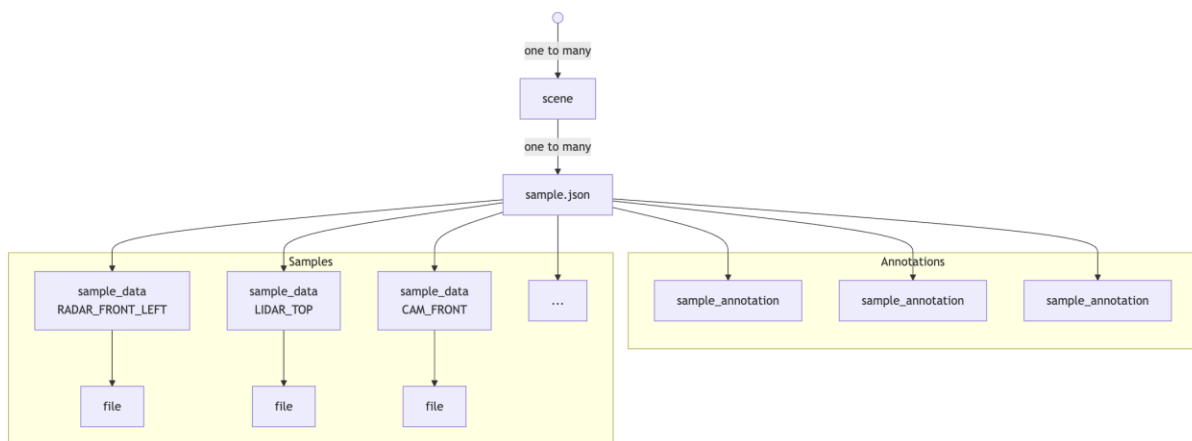 one to many
scene
one to many
sample.json
Samples
Annotations
sample_data
RADAR_FRONT_LEFT
sample_data
LIDAR_TOP
sample_data
CAM_FRONT
...
sample_annotation
sample_annotation
sample_annotation
file
file
file